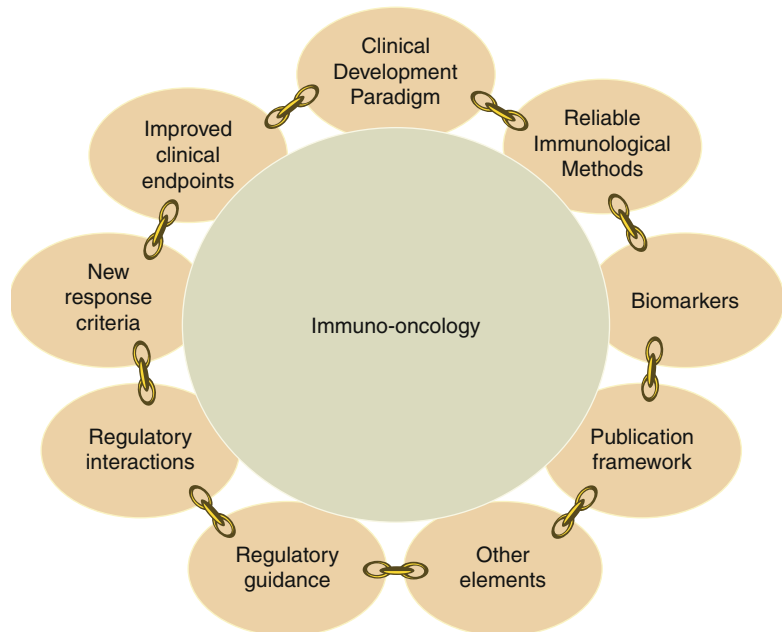 Clinical
Development
Paradigm
Reliable
Immunological
Methods
Biomarkers
Publication
framework
Other
elements
Regulatory
guidance
Regulatory
interactions
New
response
criteria
Improved
clinical
endpoints
Immuno-oncology